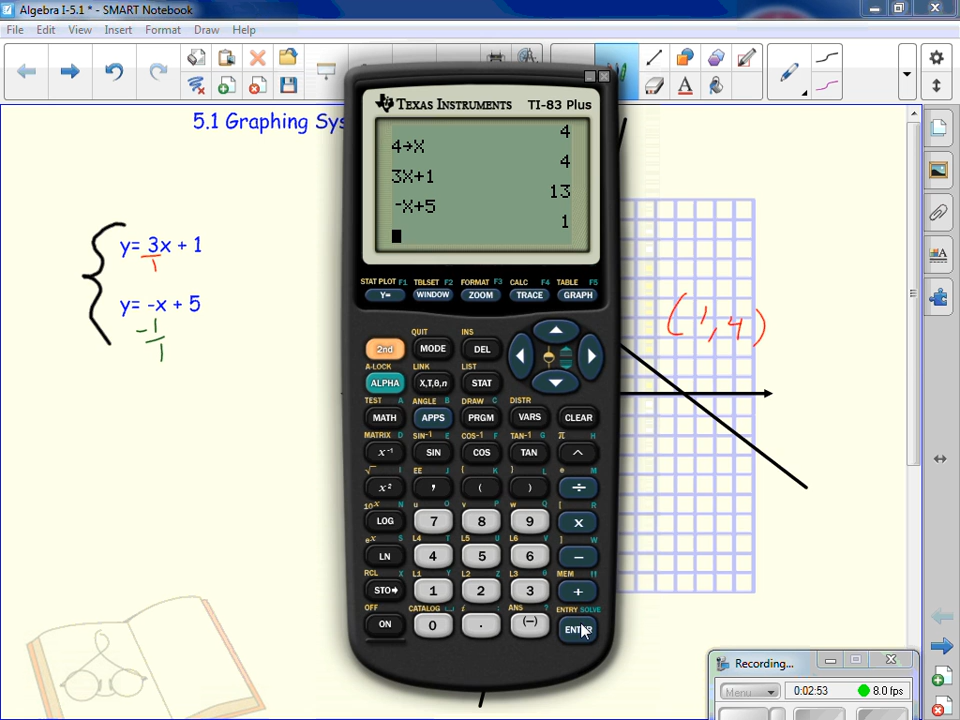 Algebra I-5.1 * - SMART Notebook
File Edit View Insert Format Draw Help
5.1 Graphing Sys
y= 3x + 1
1
y= -x + 5
-1
1
(1, 4)
TEXAS INSTRUMENTS TI-83 Plus
4
4→X
4
3X+1
13
-X+5
1
STAT PLOT F1 TBLSET F2 FORMAT F3 CALC F4 TABLE F5
Y= WINDOW ZOOM TRACE GRAPH
QUIT INS
2nd MODE DEL
A-LOCK LINK LIST
ALPHA X,T,θ,n STAT
TEST A ANGLE B DRAW C DISTR
MATH APPS PRGM VARS CLEAR
MATRIX D SIN-1 E COS-1 F TAN-1 G π H
x-1 SIN COS TAN ^
√ I EE J ( K ) L e M
x2 , ( ) ÷
10x N u O v P w Q [ R
LOG 7 8 9 x
ex S L4 T L5 U L6 V ] W
LN 4 5 6 −
RCL X L1 Y L2 Z L3 θ MEM "
STO→ 1 2 3 +
OFF CATALOG i : ANS ? ENTRY SOLVE
ON 0 . (−) ENTER
Recording...
Menu 0:02:53 8.0 fps